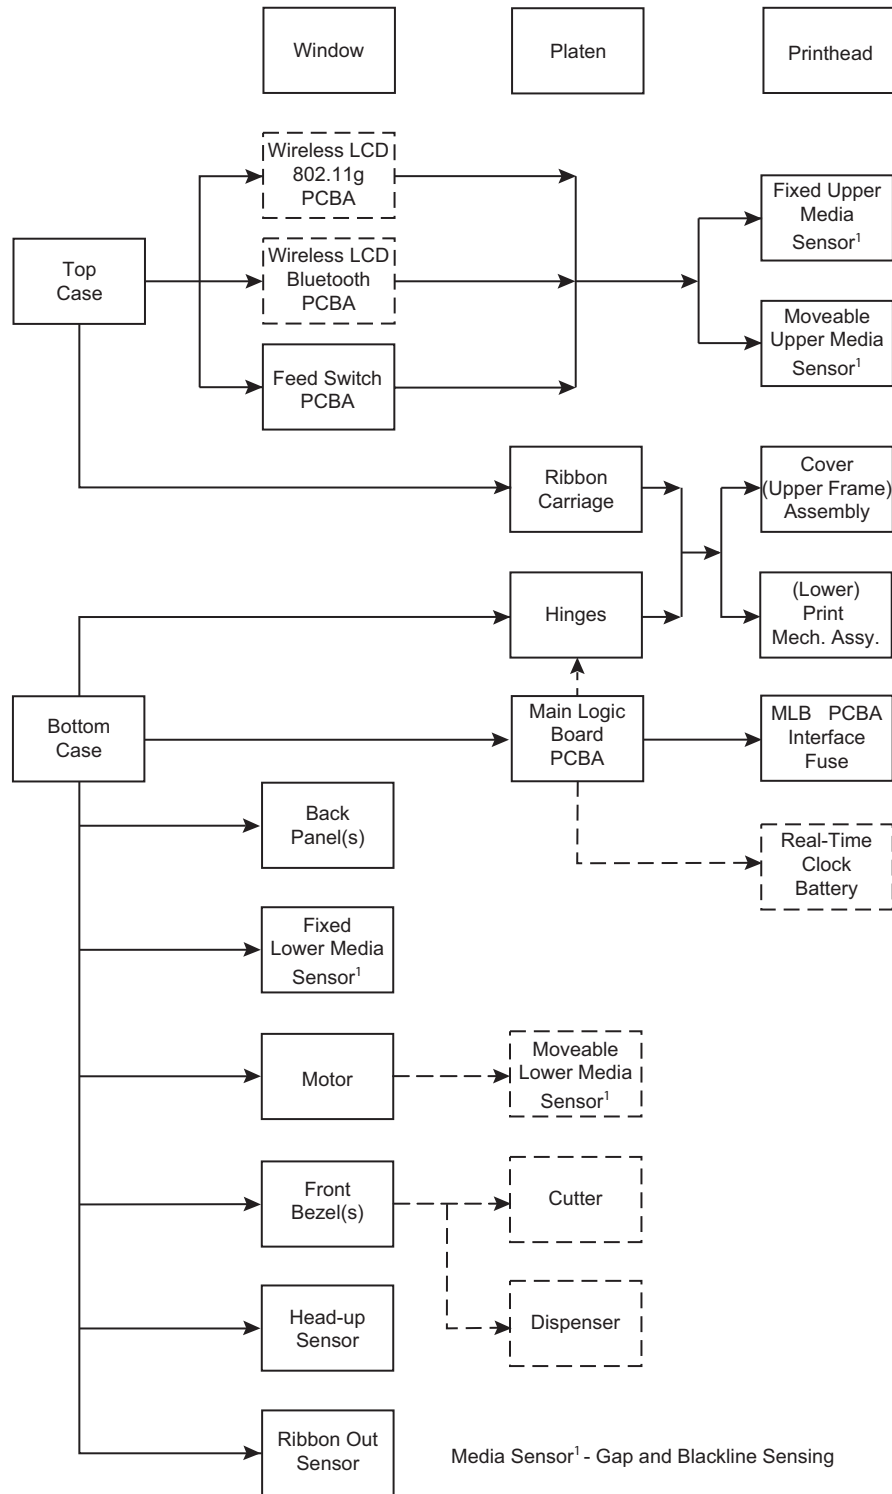 Window
Platen
Printhead
Wireless LCD
802.11g
PCBA
Fixed Upper
Media
Sensor¹
Top
Case
Wireless LCD
Bluetooth
PCBA
Moveable
Upper Media
Sensor¹
Feed Switch
PCBA
Ribbon
Carriage
Cover
(Upper Frame)
Assembly
Hinges
(Lower)
Print
Mech. Assy.
Bottom
Case
Main Logic
Board
PCBA
MLB PCBA
Interface
Fuse
Back
Panel(s)
Real-Time
Clock
Battery
Fixed
Lower Media
Sensor¹
Motor
Moveable
Lower Media
Sensor¹
Front
Bezel(s)
Cutter
Head-up
Sensor
Dispenser
Ribbon Out
Sensor
Media Sensor¹ - Gap and Blackline Sensing